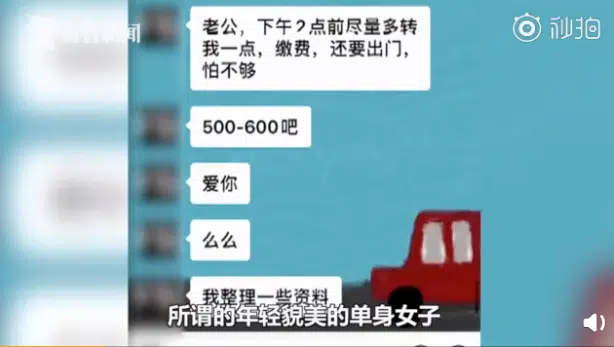 秒拍
老公，下午2点前尽量多转
我一点，缴费，还要出门，
怕不够
500-600吧
爱你
么么
我整理一些资料
所谓的年轻貌美的单身女子